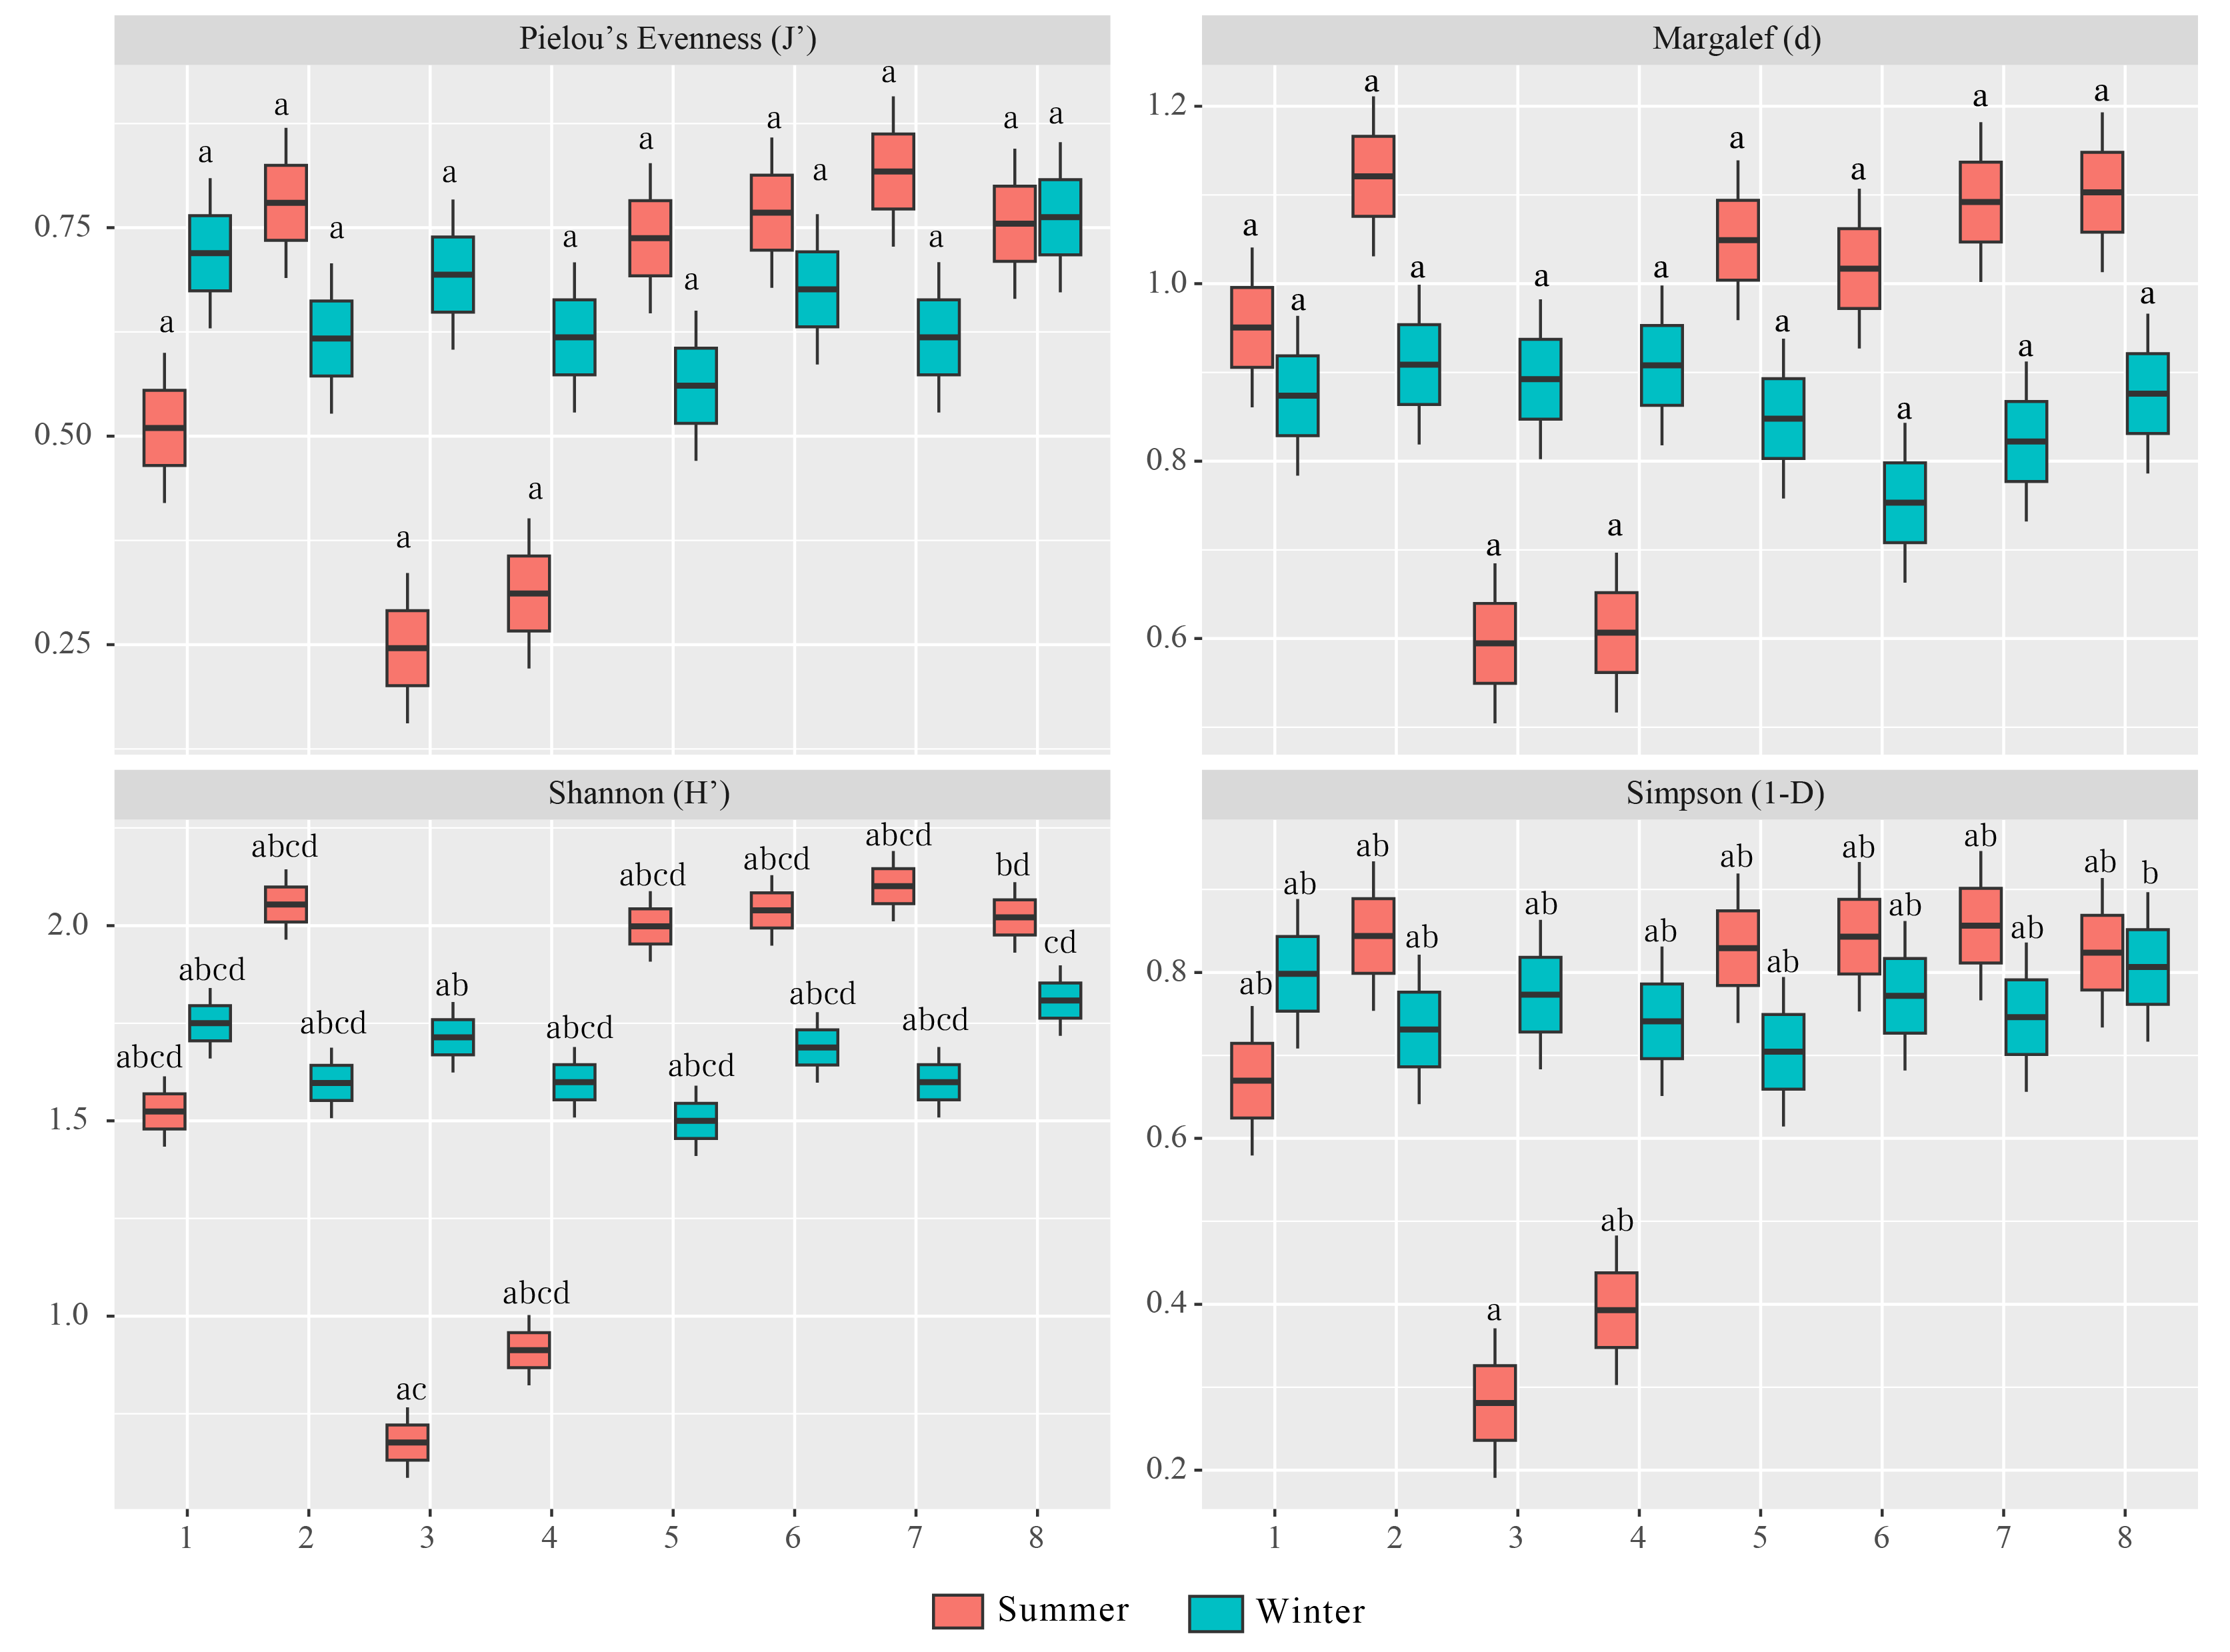 Pielou’s Evenness (J’)
Margalef (d)
a a a a a a a a a a a a a a a a
0.75
0.50
0.25
a a a a a a a a a a a a a a a a
1.2
1.0
0.8
0.6
Shannon (H’)
Simpson (1-D)
abcd abcd abcd abcd ac ab abcd abcd abcd abcd abcd abcd abcd abcd bd cd
2.0
1.5
1.0
ab ab ab ab a ab ab ab ab ab ab ab ab ab ab b
0.8
0.6
0.4
0.2
1 2 3 4 5 6 7 8
1 2 3 4 5 6 7 8
Summer Winter